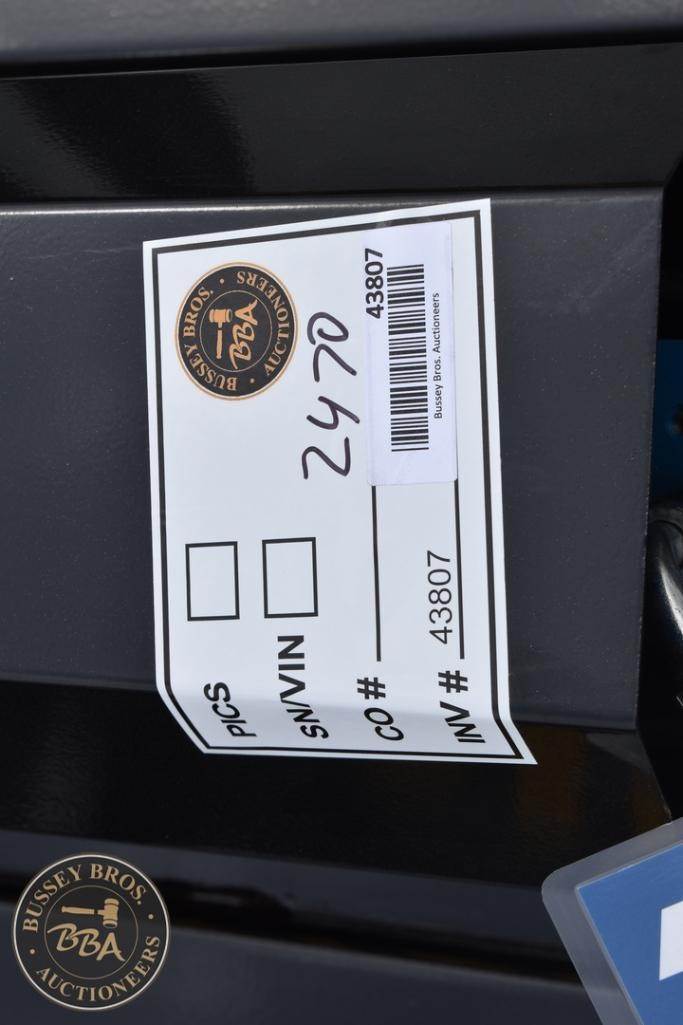 BUSSEY BROS.
AUCTIONEERS
BBA
2470
43807
Bussey Bros. Auctioneers
PICS
SN/VIN
CO #
INV # 43807
BUSSEY BROS.
BBA
AUCTIONEERS